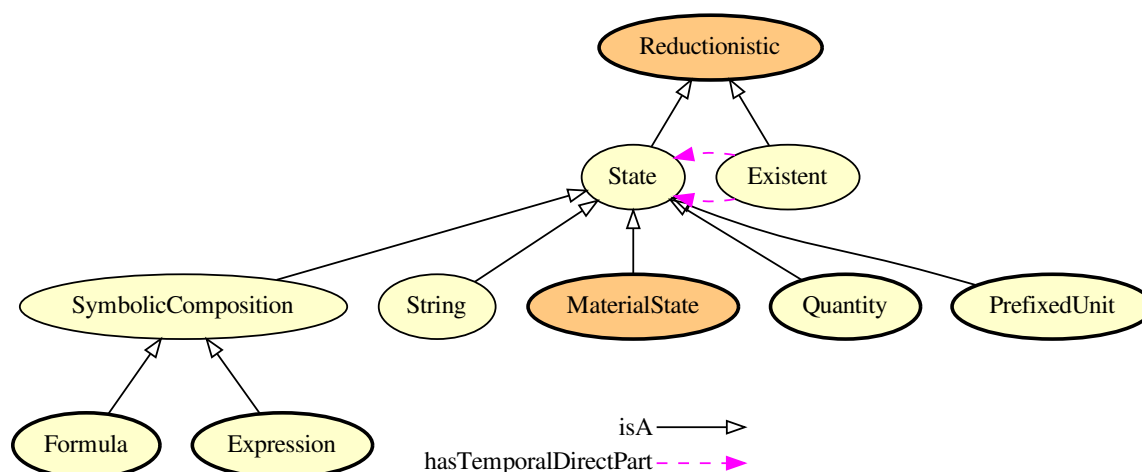 Reductionistic
State
Existent
SymbolicComposition
String
MaterialState
Quantity
PrefixedUnit
Formula
Expression
isA
hasTemporalDirectPart